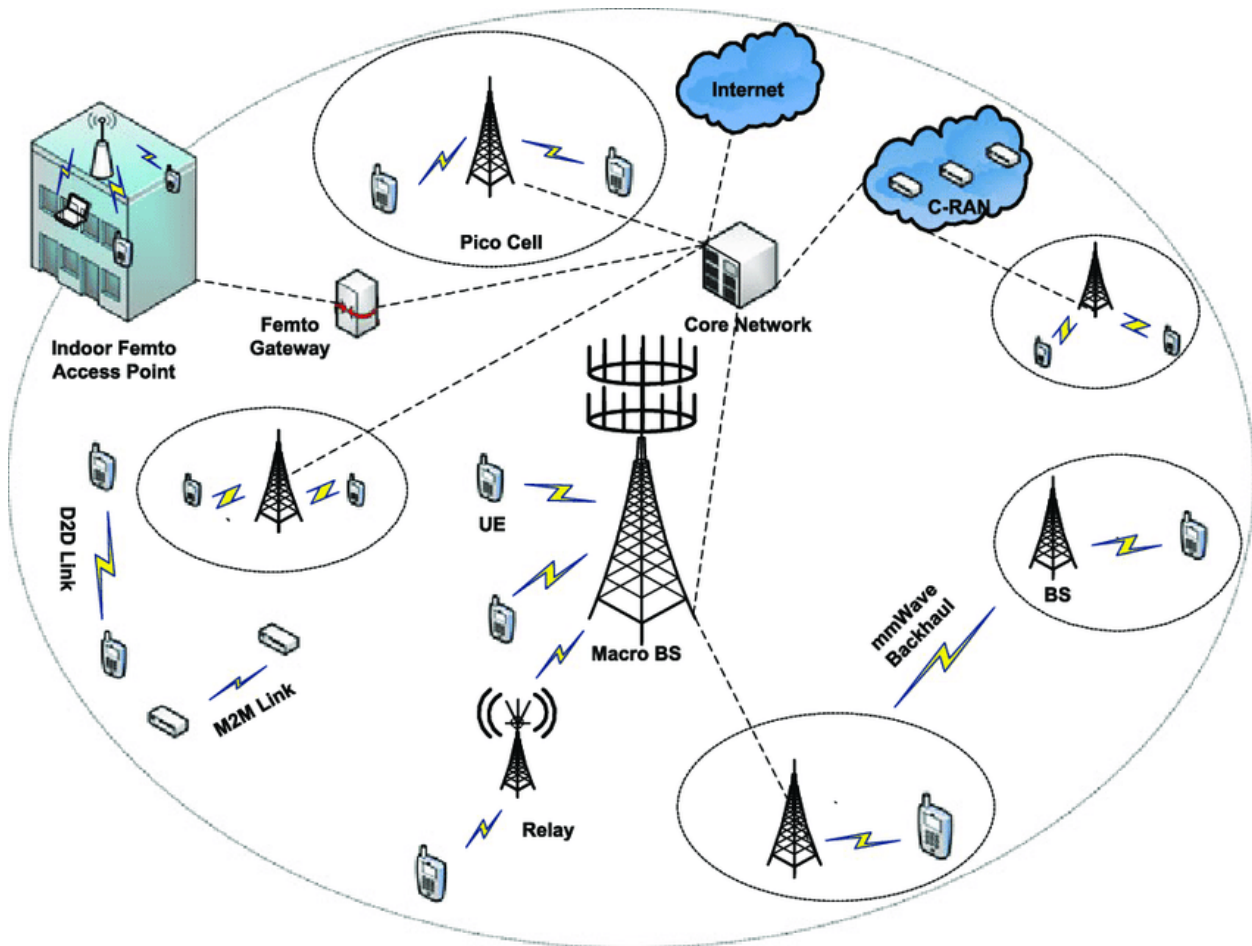 Internet
C-RAN
Pico Cell
Core Network
Femto
Gateway
Indoor Femto
Access Point
UE
D2D Link
BS
mmWave
Backhaul
Macro BS
M2M Link
Relay